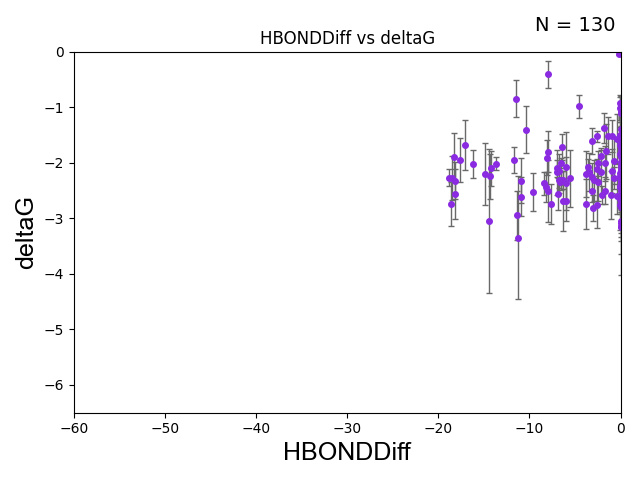 N = 130
HBONDDiff vs deltaG
0
−1
−2
−3
−4
−5
−6
deltaG
−60 −50 −40 −30 −20 −10 0
HBONDDiff